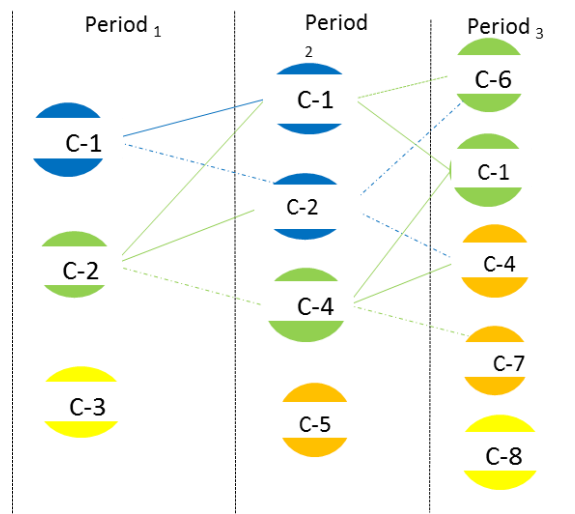 Period 1
C-1
C-2
C-3
Period
2
C-1
C-2
C-4
C-5
Period 3
C-6
C-1
C-4
C-7
C-8